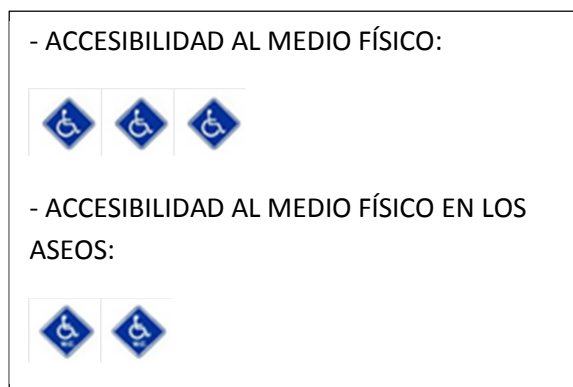 - ACCESIBILIDAD AL MEDIO FÍSICO:
- ACCESIBILIDAD AL MEDIO FÍSICO EN LOS
ASEOS: